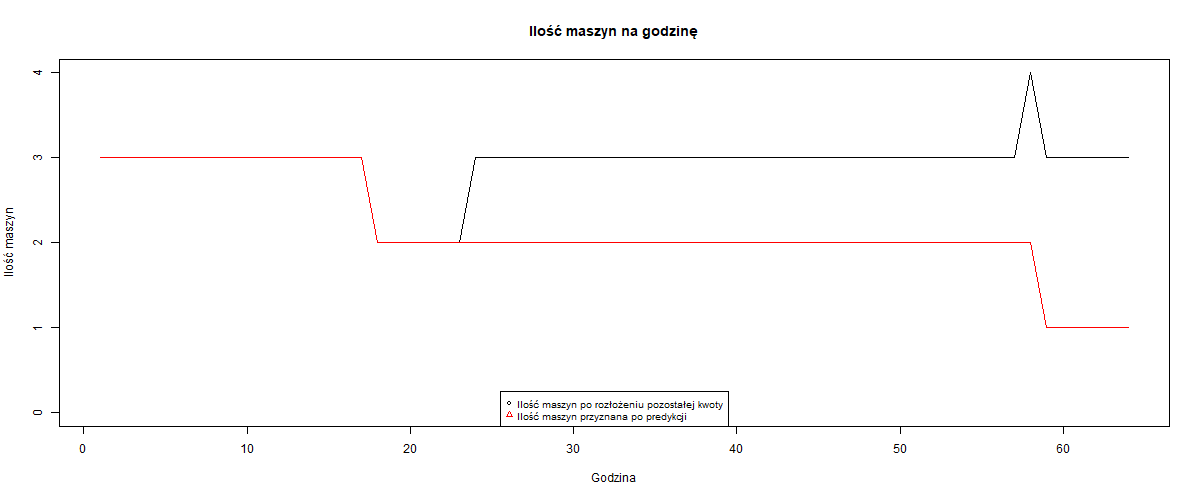 Ilość maszyn na godzinę
Ilość maszyn
4
3
2
1
0
Ilość maszyn po rozłożeniu pozostałej kwoty
Ilość maszyn przyznana po predykcji
0 10 20 30 40 50 60
Godzina